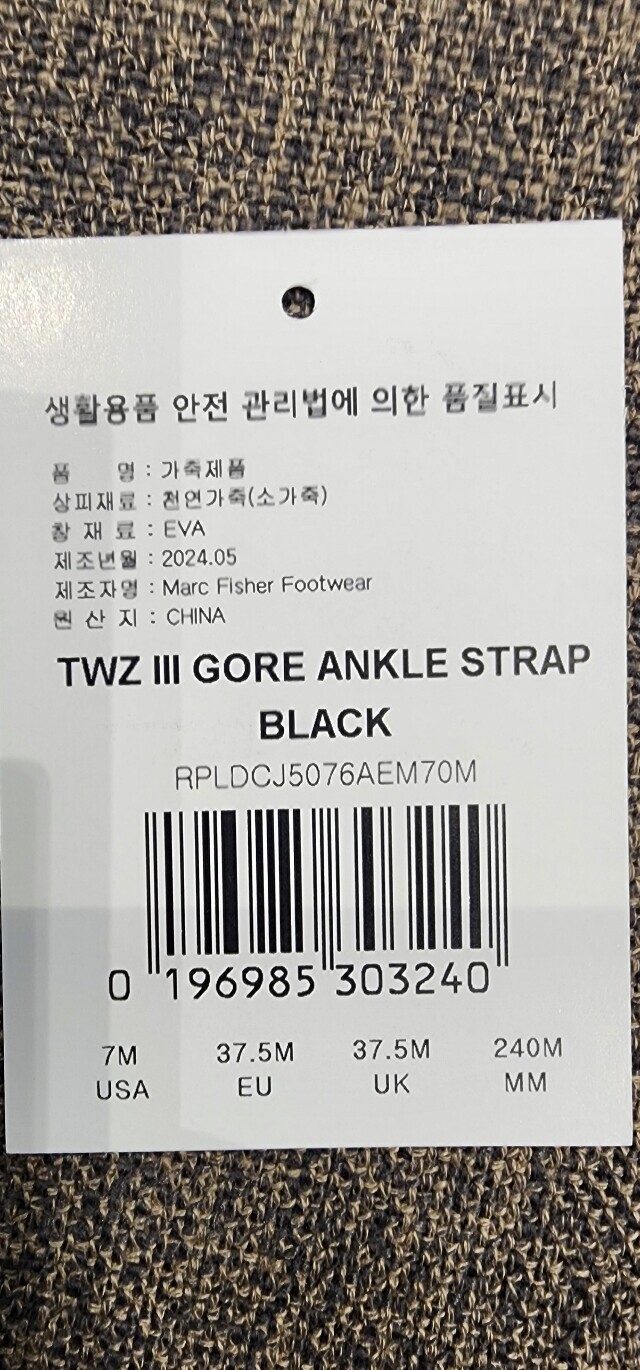 생활용품 안전 관리법에 의한 품질표시
품 명 : 가죽제품
상피재료 : 천연가죽(소가죽)
창 재 료 : EVA
제조년월 : 2024.05
제조자명 : Marc Fisher Footwear
원 산 지 : CHINA
TWZ III GORE ANKLE STRAP
BLACK
RPLDCJ5076AEM70M
0 196985 303240
7M 37.5M 37.5M 240M
USA EU UK MM